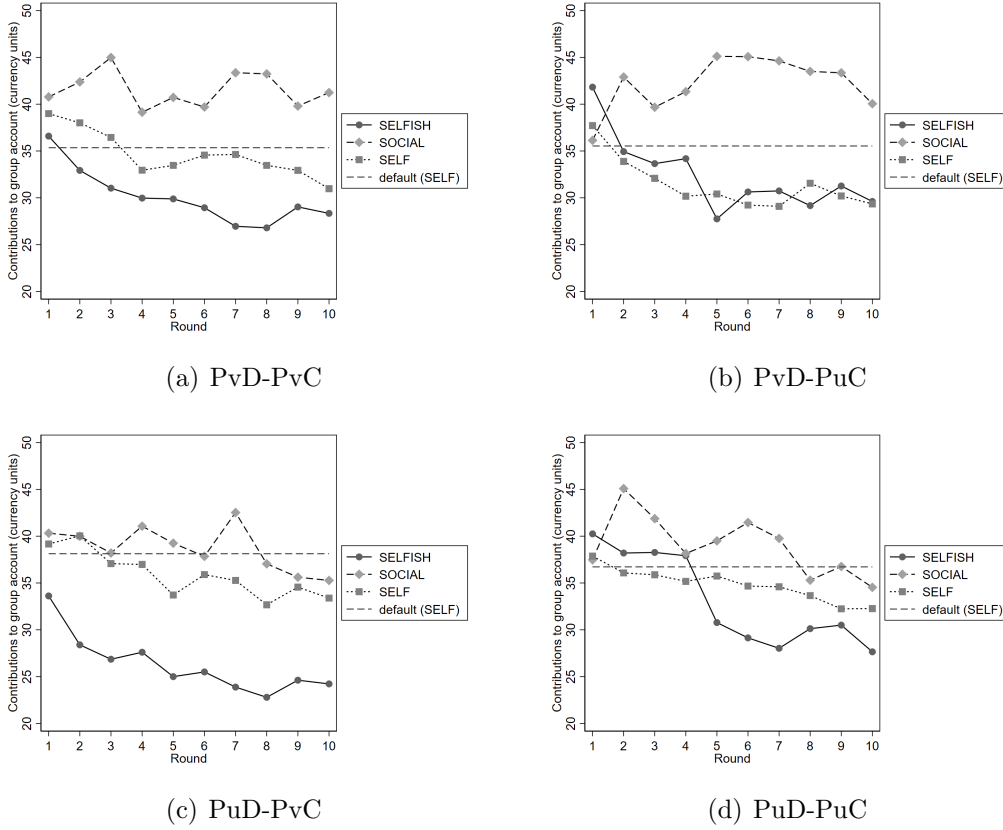 Contributions to group account (currency units)
50
45
40
35
30
25
20
1 2 3 4 5 6 7 8 9 10
Round
SELFISH
SOCIAL
SELF
default (SELF)
(a) PvD-PvC
Contributions to group account (currency units)
50
45
40
35
30
25
20
1 2 3 4 5 6 7 8 9 10
Round
SELFISH
SOCIAL
SELF
default (SELF)
(b) PvD-PuC
Contributions to group account (currency units)
50
45
40
35
30
25
20
1 2 3 4 5 6 7 8 9 10
Round
SELFISH
SOCIAL
SELF
default (SELF)
(c) PuD-PvC
Contributions to group account (currency units)
50
45
40
35
30
25
20
1 2 3 4 5 6 7 8 9 10
Round
SELFISH
SOCIAL
SELF
default (SELF)
(d) PuD-PuC